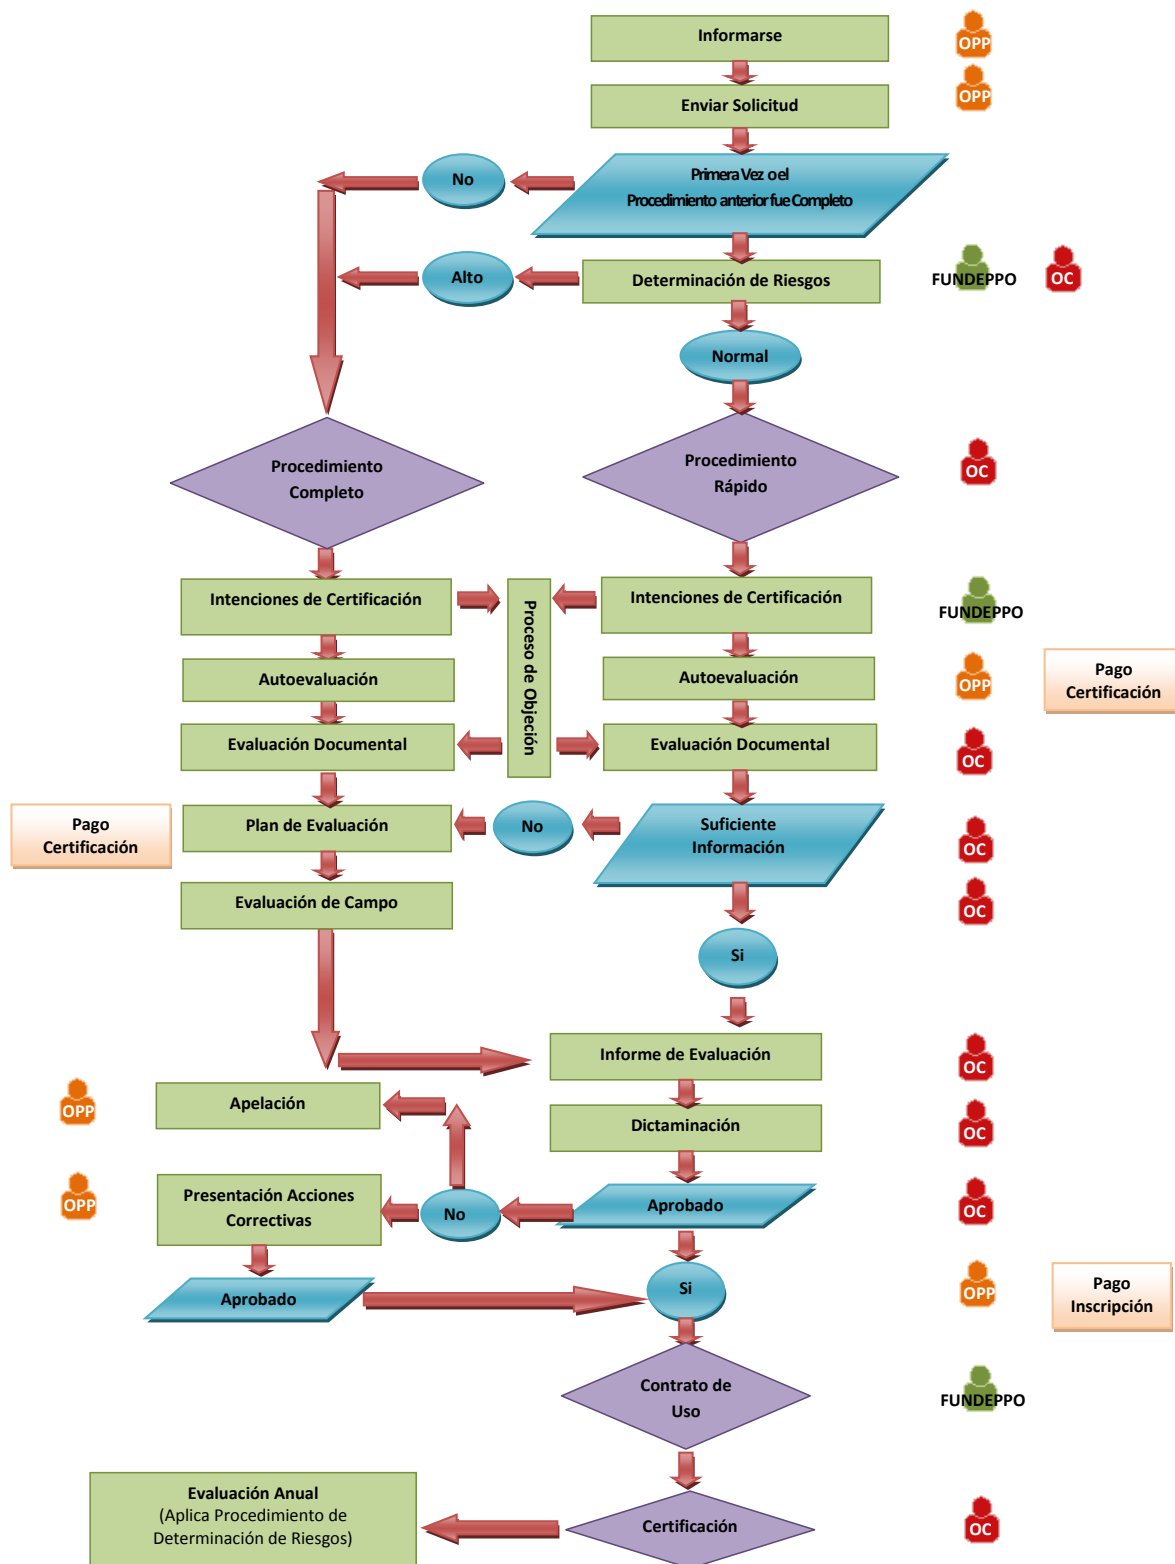 Informarse
OPP
OPP
Enviar Solicitud
No
Primera Vez o el
Procedimiento anterior fue Completo
Alto
Determinación de Riesgos
FUNDEPPO
OC
Normal
Procedimiento
Completo
Procedimiento
Rápido
OC
Intenciones de Certificación
Proceso de Objeción
Intenciones de Certificación
FUNDEPPO
Autoevaluación
Autoevaluación
OPP
Pago
Certificación
Evaluación Documental
Evaluación Documental
OC
Pago
Certificación
Plan de Evaluación
No
Suficiente
Información
OC
Evaluación de Campo
OC
Si
Informe de Evaluación
OC
OPP
Apelación
Dictaminación
OC
OPP
Presentación Acciones
Correctivas
No
Aprobado
OC
Aprobado
Si
OPP
Pago
Inscripción
Contrato de
Uso
FUNDEPPO
Evaluación Anual
(Aplica Procedimiento de
Determinación de Riesgos)
Certificación
OC